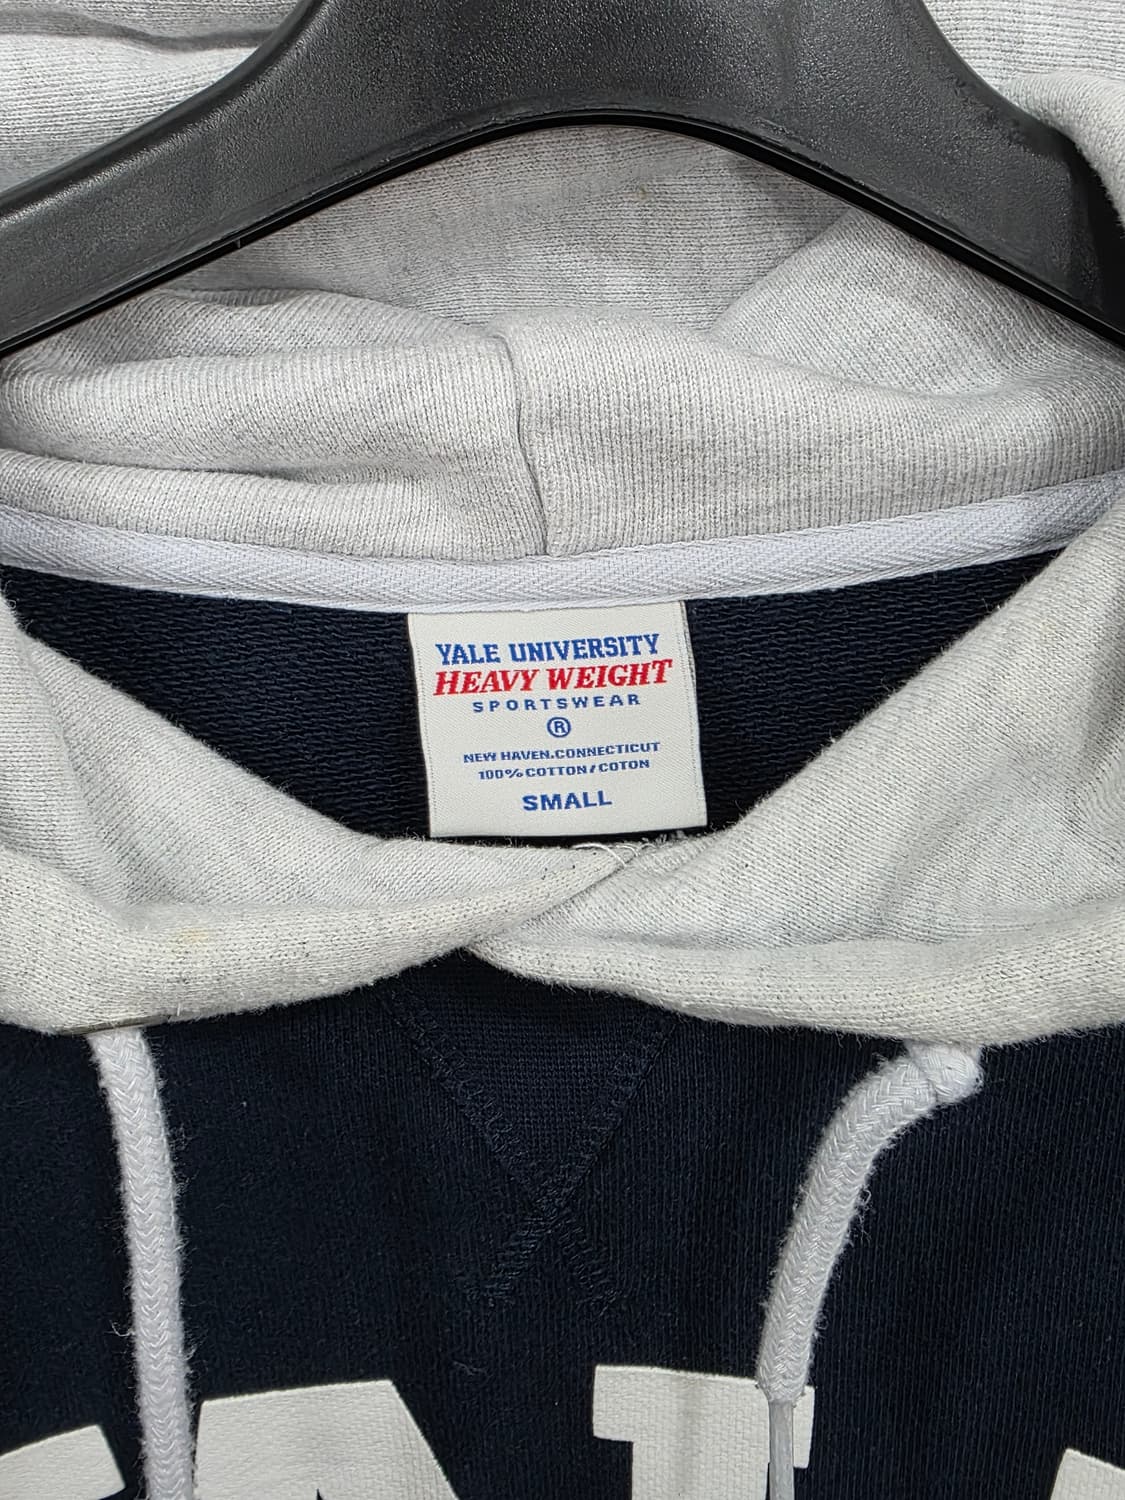 YALE UNIVERSITY
HEAVY WEIGHT
SPORTSWEAR
®
NEW HAVEN.CONNECTICUT
100% COTTON/COTON
SMALL